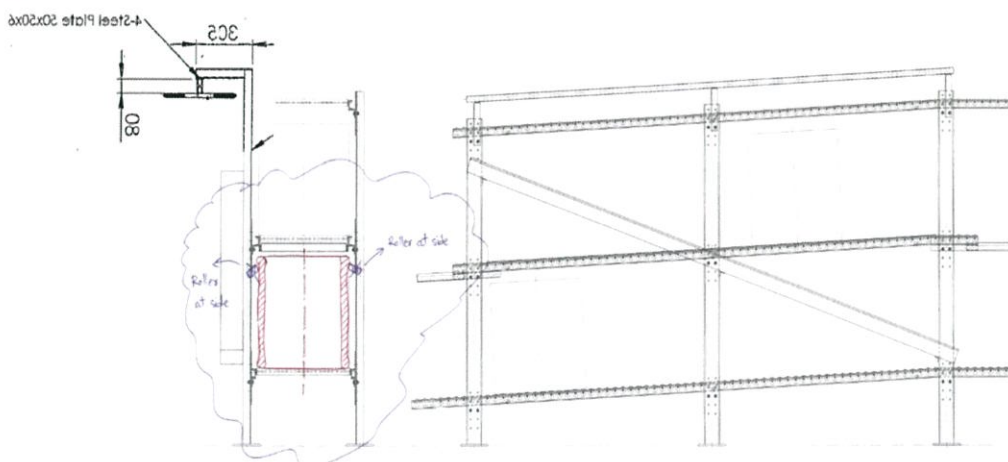 4-Steel Plate 50x50x6
305
80
Roller at side
Roller
at side